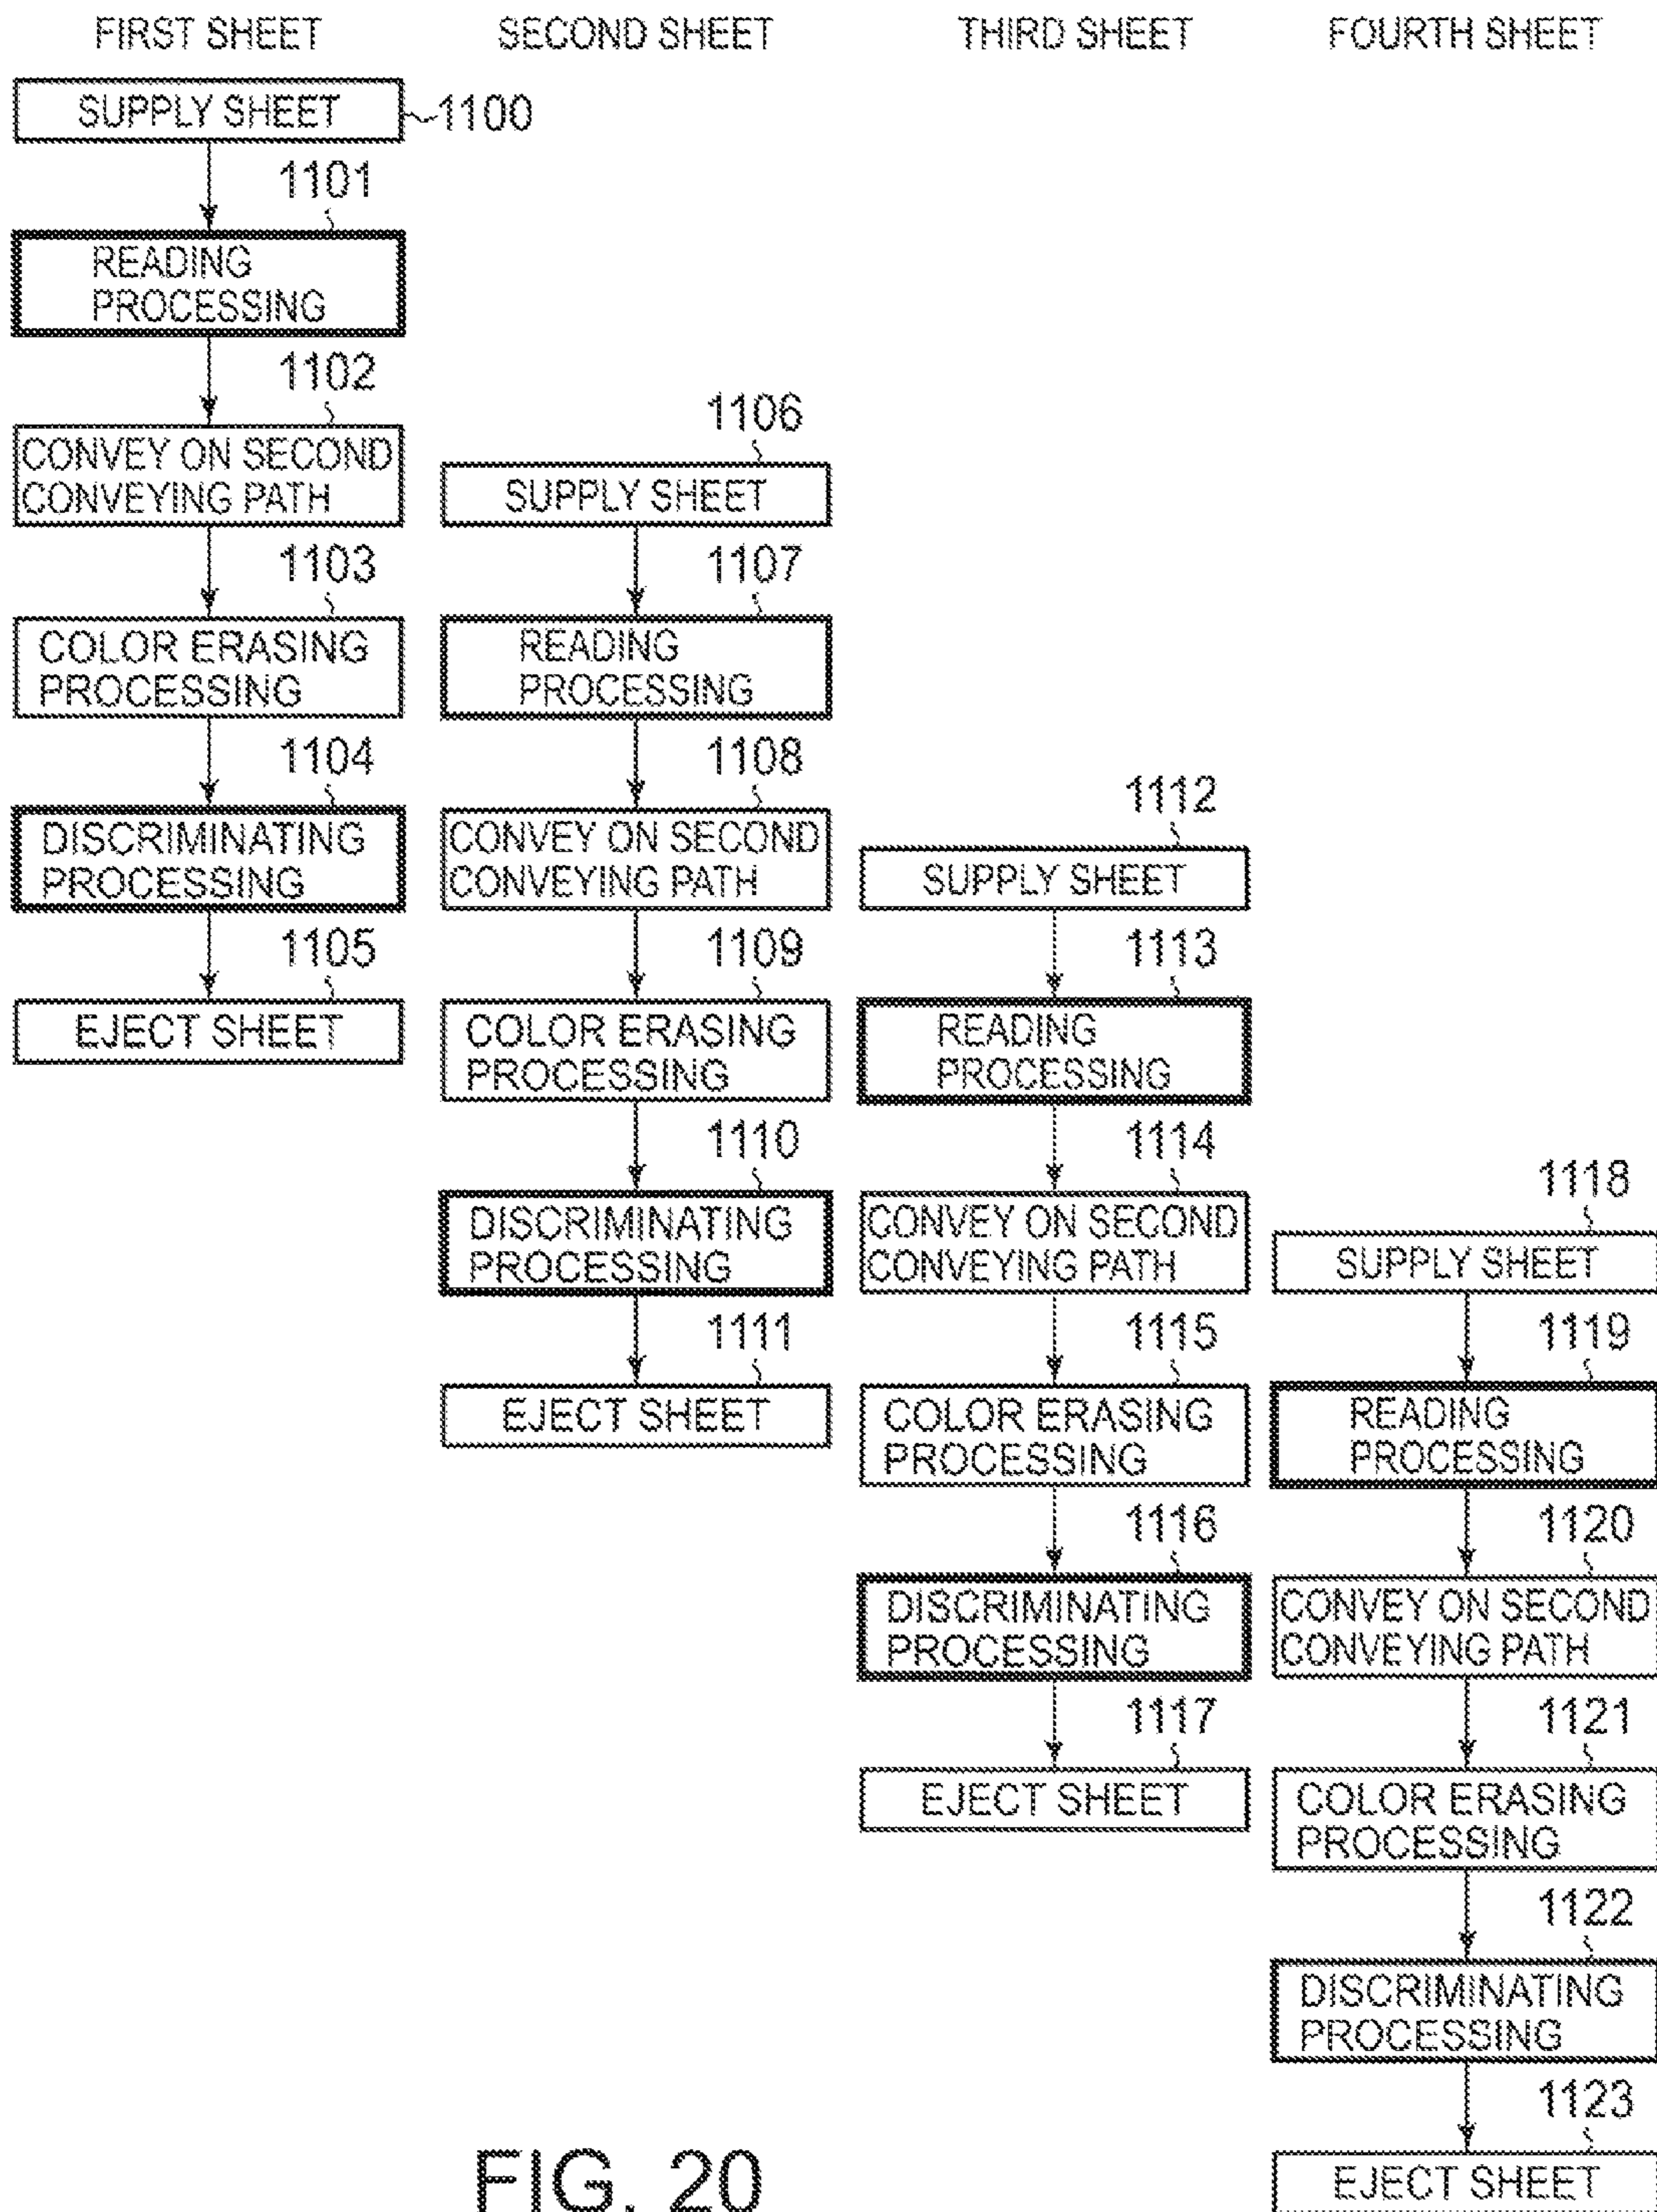 FIRST SHEET
SUPPLY SHEET
1100
1101
READING
PROCESSING
1102
CONVEY ON SECOND
CONVEYING PATH
1103
COLOR ERASING
PROCESSING
1104
DISCRIMINATING
PROCESSING
1105
EJECT SHEET
SECOND SHEET
1106
SUPPLY SHEET
1107
READING
PROCESSING
1108
CONVEY ON SECOND
CONVEYING PATH
1109
COLOR ERASING
PROCESSING
1110
DISCRIMINATING
PROCESSING
1111
EJECT SHEET
THIRD SHEET
1112
SUPPLY SHEET
1113
READING
PROCESSING
1114
CONVEY ON SECOND
CONVEYING PATH
1115
COLOR ERASING
PROCESSING
1116
DISCRIMINATING
PROCESSING
1117
EJECT SHEET
FOURTH SHEET
1118
SUPPLY SHEET
1119
READING
PROCESSING
1120
CONVEY ON SECOND
CONVEYING PATH
1121
COLOR ERASING
PROCESSING
1122
DISCRIMINATING
PROCESSING
1123
EJECT SHEET
FIG. 20